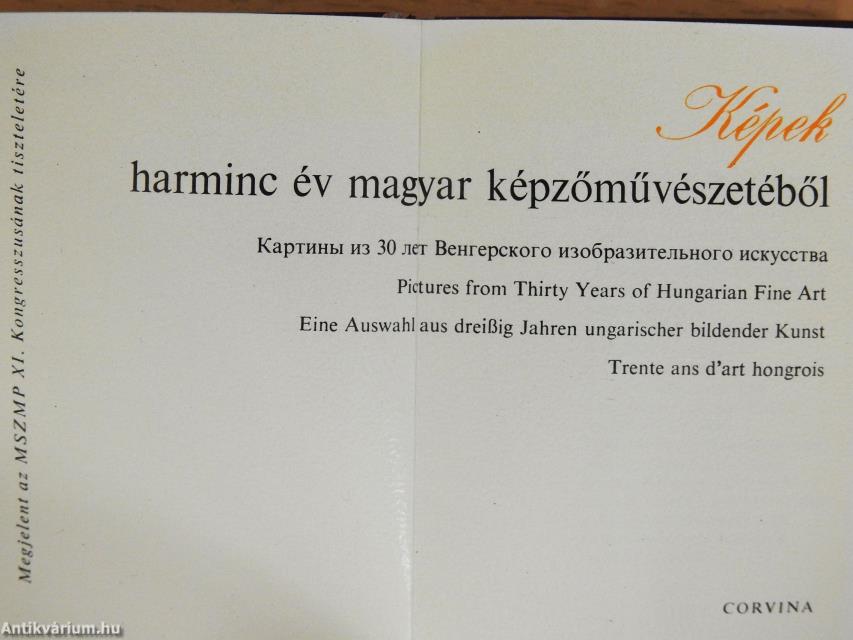 Megjelent az MSZMP XI. Kongresszusának tiszteletére
Képek
harminc év magyar képzőművészetéből
Картины из 30 лет Венгерского изобразительного искусства
Pictures from Thirty Years of Hungarian Fine Art
Eine Auswahl aus dreißig Jahren ungarischer bildender Kunst
Trente ans d'art hongrois
CORVINA
Antikvárium.hu